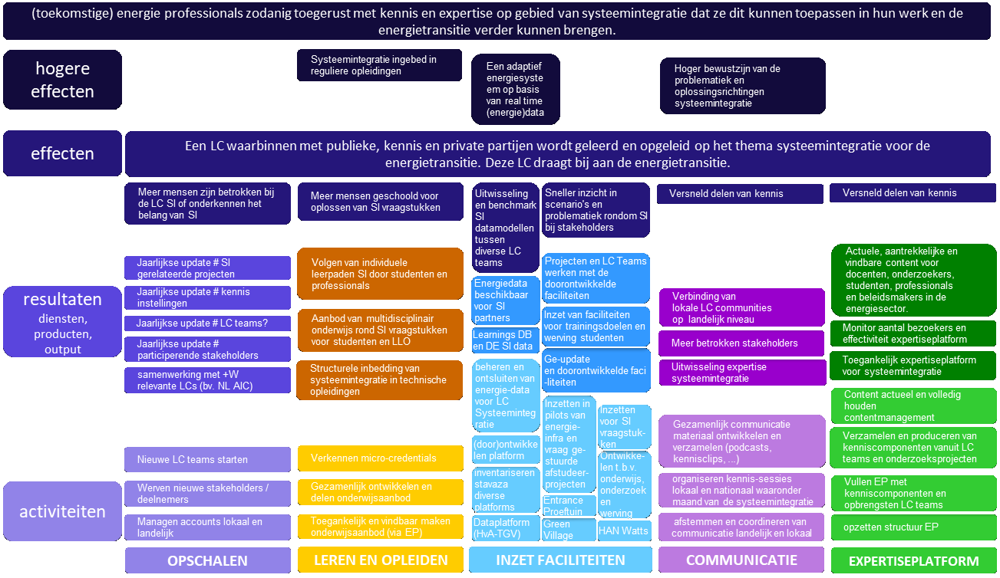 (toekomstige) energie professionals zodanig toegerust met kennis en expertise op gebied van systeemintegratie dat ze dit kunnen toepassen in hun werk en de
energietransitie verder kunnen brengen.
hogere
effecten
Systeemintegratie ingebed in
reguliere opleidingen
Een adaptief
energiesyste
em op basis
van real time
(energie)data
Hoger bewustzijn van de
problematiek en
oplossingsrichtingen
systeemintegratie
effecten
Een LC waarbinnen met publieke, kennis en private partijen wordt geleerd en opgeleid op het thema systeemintegratie voor de
energietransitie. Deze LC draagt bij aan de energietransitie.
Meer mensen zijn betrokken bij
de LC SI of onderkennen het
belang van SI
Meer mensen geschoold voor
oplossen van SI vraagstukken
Uitwisseling
en benchmark
SI
datamodellen
tussen
diverse LC
teams
Sneller inzicht in
scenario's en
problematiek rondom SI
bij stakeholders
Versneld delen van kennis
Versneld delen van kennis
resultaten
diensten,
producten,
output
Jaarlijkse update # SI
gerelateerde projecten
Jaarlijkse update # kennis
instellingen
Jaarlijkse update # LC teams?
Jaarlijkse update #
participerende stakeholders
samenwerking met +W
relevante LCs (bv. NL AIC)
Volgen van individuele
leerpaden SI door studenten en
professionals
Aanbod van multidisciplinair
onderwijs rond SI vraagstukken
voor studenten en LLO
Structurele inbedding van
systeemintegratie in technische
opleidingen
Energiedata
beschikbaar
voor SI
partners
Learnings DB
en DE SI data
Projecten en LC Teams
werken met de
doorontwikkelde
faciliteiten
Inzet van faciliteiten
voor trainingsdoelen en
werving studenten
Ge-update
en doorontwikkelde faci
-liteiten
Verbinding van
lokale LC communities
op landelijk niveau
Meer betrokken stakeholders
Uitwisseling expertise
systeemintegratie
Actuele, aantrekkelijke en
vindbare content voor
docenten, onderzoekers,
studenten, professionals
en beleidsmakers in de
energiesector.
Monitor aantal bezoekers en
effectiviteit expertiseplatform
Toegankelijk expertiseplatform
voor systeemintegratie
activiteiten
Nieuwe LC teams starten
Werven nieuwe stakeholders /
deelnemers
Managen accounts lokaal en
landelijk
Verkennen micro-credentials
Gezamenlijk ontwikkelen en
delen onderwijsaanbod
Toegankelijk en vindbaar maken
onderwijsaanbod (via EP)
beheren en
ontsluiten van
energie-data
voor LC
Systeminteg
ratie
(door)ontwikke
len platform
inventariseren
stavaza
diverse
platforms
Dataplatform
(HvA-TGV)
Inzetten in
pilots van
energie-
infra en
vraag ge-
stuurde
afstudeer-
projecten
Entrance
Proeftuin
Green
Village
Inzetten
voor SI
vraagstuk-
ken
Ontwikke-
len t.b.v.
onderwijs,
onderzoek
en
werving
HAN Watts
Gezamenlijk communicatie
materiaal ontwikkelen en
verzamelen (podcasts,
kennisclips, ...)
organiseren kennis-sessies
lokaal en nationaal waaronder
maand van de systeemintegratie
afstemmen en coordineren van
communicatie landelijk en lokaal
Content actueel en volledig
houden
contentmanagement
Verzamelen en produceren van
kenniscomponenten vanuit LC
teams en onderzoeksprojecten
Vullen EP met
kenniscomponenten en
opbrengsten LC teams
opzetten structuur EP
OPSCHALEN
LEREN EN OPLEIDEN
INZET FACILITEITEN
COMMUNICATIE
EXPERTISEPLATFORM